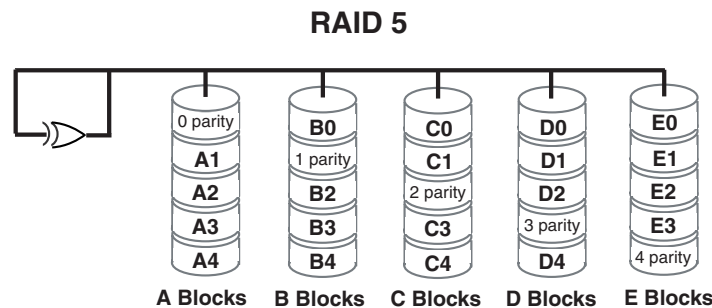 RAID 5
0 parity
A1
A2
A3
A4
A Blocks
B0
1 parity
B2
B3
B4
B Blocks
C0
C1
2 parity
C3
C4
C Blocks
D0
D1
D2
3 parity
D4
D Blocks
E0
E1
E2
E3
4 parity
E Blocks